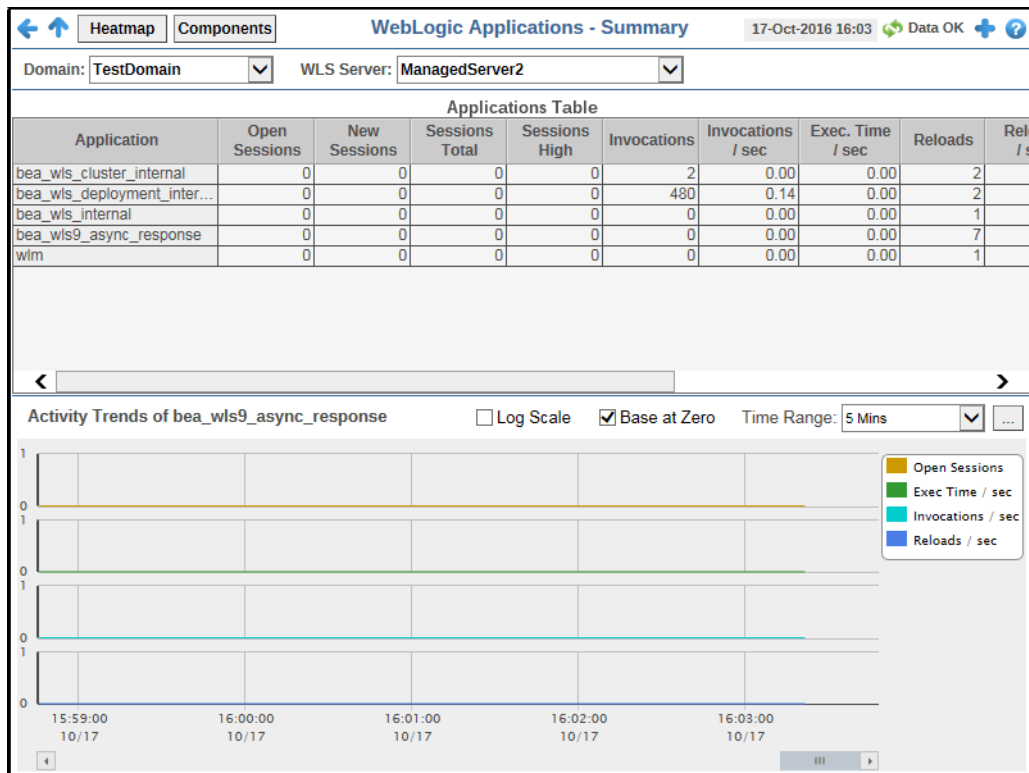 Heatmap Components WebLogic Applications - Summary 17-Oct-2016 16:03 Data OK
Domain: TestDomain WLS Server: ManagedServer2
Applications Table
Application Open Sessions New Sessions Sessions Total Sessions High Invocations Invocations / sec Exec. Time / sec Reloads
bea_wls_cluster_internal 0 0 0 0 2 0.00 0.00 2
bea_wls_deployment_inter... 0 0 0 0 480 0.14 0.00 2
bea_wls_internal 0 0 0 0 0 0.00 0.00 1
bea_wls9_async_response 0 0 0 0 0 0.00 0.00 7
wlm 0 0 0 0 0 0.00 0.00 1
Activity Trends of bea_wls9_async_response Log Scale Base at Zero Time Range: 5 Mins ...
1
0
1
0
1
0
1
0
Open Sessions
Exec Time / sec
Invocations / sec
Reloads / sec
15:59:00 16:00:00 16:01:00 16:02:00 16:03:00
10/17 10/17 10/17 10/17 10/17